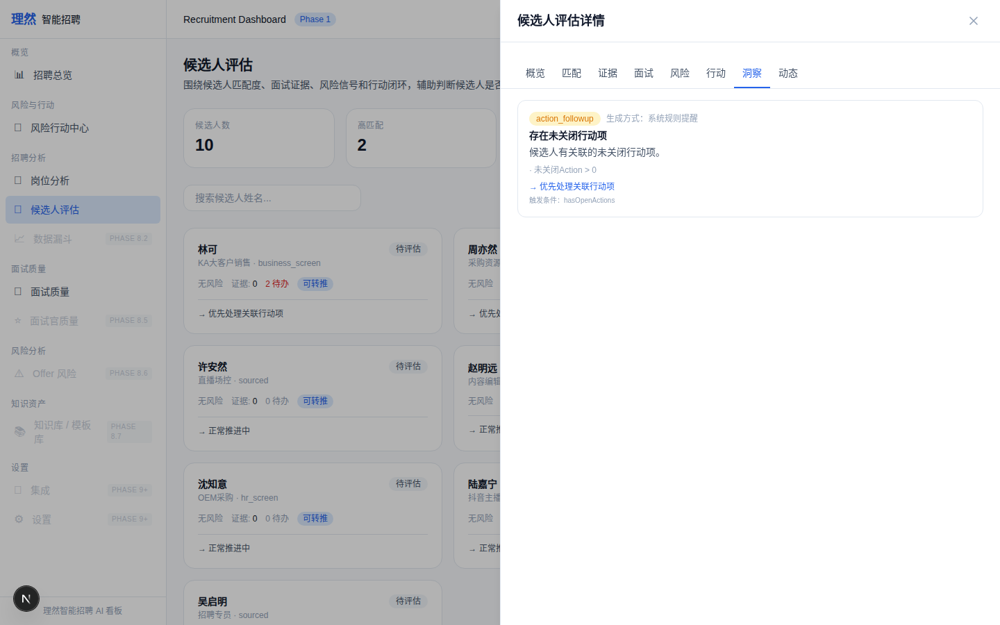 理然 智能招聘
概览
招聘总览
风险与行动
风险行动中心
招聘分析
岗位分析
候选人评估
数据漏斗 PHASE 8.2
面试质量
面试质量
面试官质量 PHASE 8.5
风险分析
Offer 风险 PHASE 8.6
知识资产
知识库 / 模板
库
PHASE
8.7
设置
集成 PHASE 9+
设置 PHASE 9+
理然智能招聘 AI 看板
Recruitment Dashboard Phase 1
候选人评估
围绕候选人匹配度、面试证据、风险信号和行动闭环，辅助判断候选人是否
候选人数
10
高匹配
2
搜索候选人姓名...
林可 待评估
KA大客户销售 · business_screen
无风险 证据: 0 2 待办 可转推
→ 优先处理关联行动项
周亦然
采购资源
无风险
→ 优先处
许安然 待评估
直播场控 · sourced
无风险 证据: 0 0 待办 可转推
→ 正常推进中
赵明远
内容编辑
无风险
→ 正常推
沈知意 待评估
OEM采购 · hr_screen
无风险 证据: 0 0 待办 可转推
→ 正常推进中
陆嘉宁
抖音主播
无风险
→ 正常推
吴启明 待评估
招聘专员 · sourced
候选人评估详情
概览 匹配 证据 面试 风险 行动 洞察 动态
action_followup 生成方式：系统规则提醒
存在未关闭行动项
候选人有关联的未关闭行动项。
· 未关闭Action > 0
→ 优先处理关联行动项
触发条件：hasOpenActions